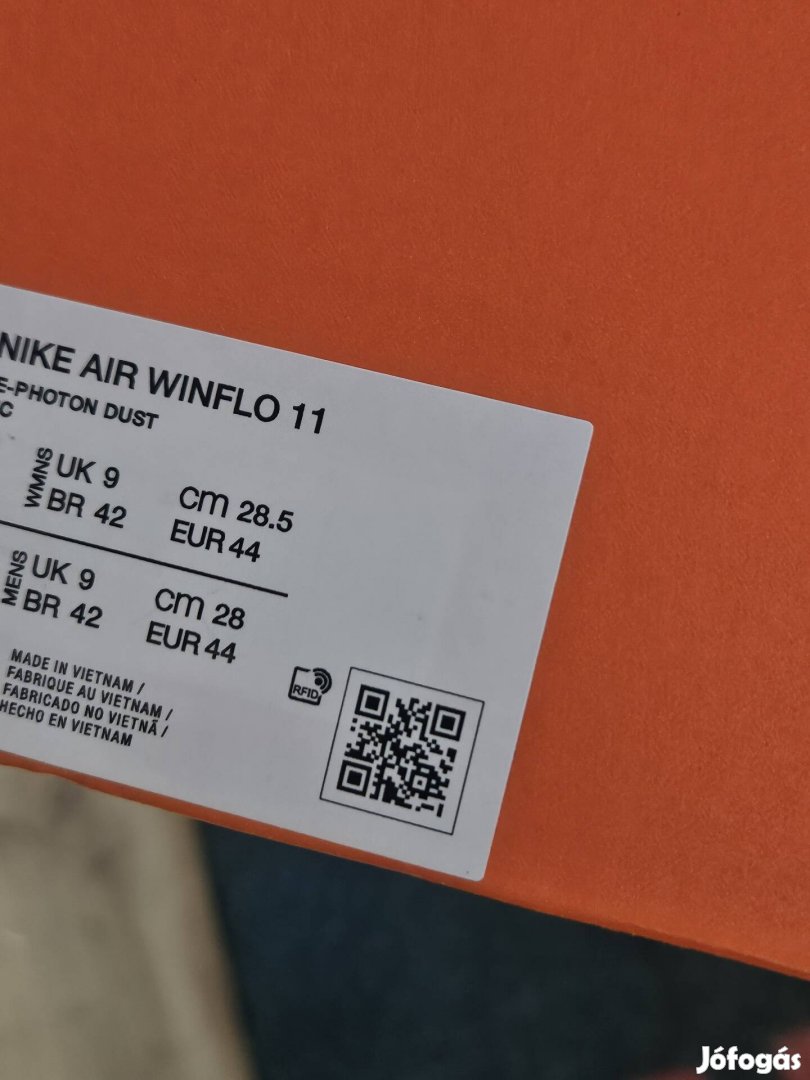 NIKE AIR WINFLO 11
E-PHOTON DUST
C
WMNS
UK 9 cm 28.5
BR 42 EUR 44
MENS
UK 9 cm 28
BR 42 EUR 44
MADE IN VIETNAM /
FABRIQUE AU VIETNAM /
FABRICADO NO VIETNÃ /
HECHO EN VIETNAM
RFID
Jófogás